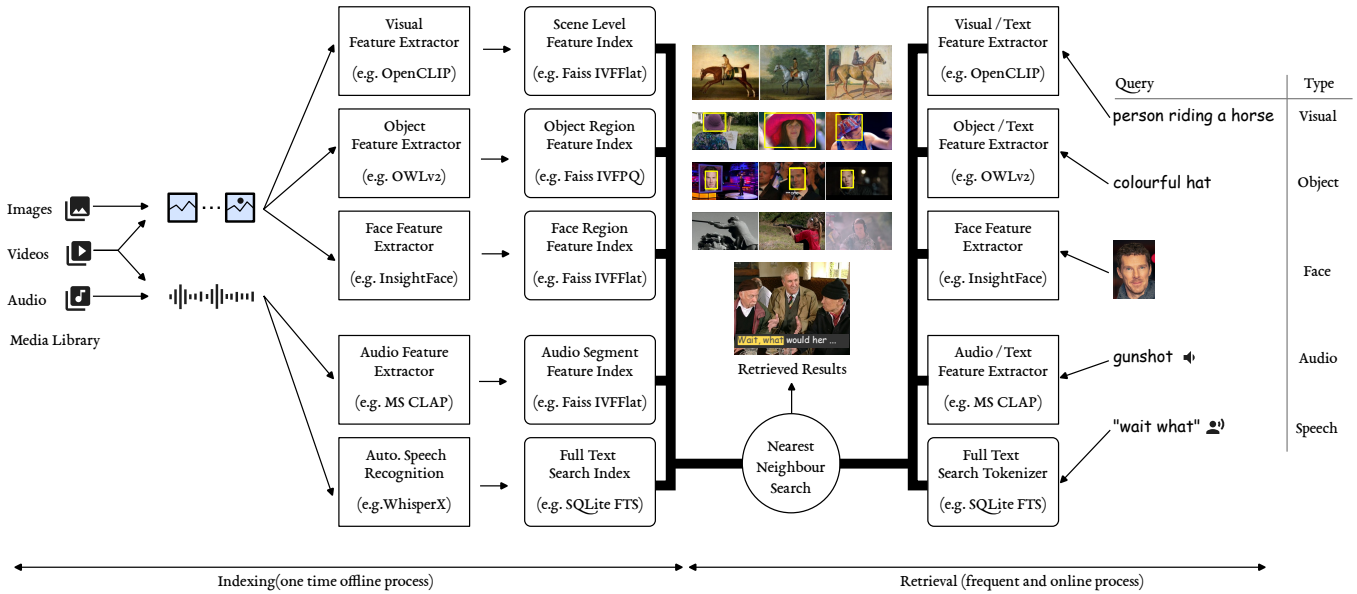 Visual
Feature Extractor
(e.g. OpenCLIP)
Scene Level
Feature Index
(e.g. Faiss IVFFlat)
Object
Feature Extractor
(e.g. OWLv2)
Object Region
Feature Index
(e.g. Faiss IVFPQ)
Images
Videos
Audio
Media Library
Face Feature
Extractor
(e.g. InsightFace)
Face Region
Feature Index
(e.g. Faiss IVFFlat)
Audio Feature
Extractor
(e.g. MS CLAP)
Audio Segment
Feature Index
(e.g. Faiss IVFFlat)
Auto. Speech
Recognition
(e.g.WhisperX)
Full Text
Search Index
(e.g. SQLite FTS)
Wait, what would her ...
Retrieved Results
Nearest
Neighbour
Search
Visual / Text
Feature Extractor
(e.g. OpenCLIP)
Object / Text
Feature Extractor
(e.g. OWLv2)
Face Feature
Extractor
(e.g. InsightFace)
Audio / Text
Feature Extractor
(e.g. MS CLAP)
Full Text
Search Tokenizer
(e.g. SQLite FTS)
Query Type
person riding a horse Visual
colourful hat Object
Face
gunshot Audio
"wait what" Speech
Indexing(one time offline process)
Retrieval (frequent and online process)